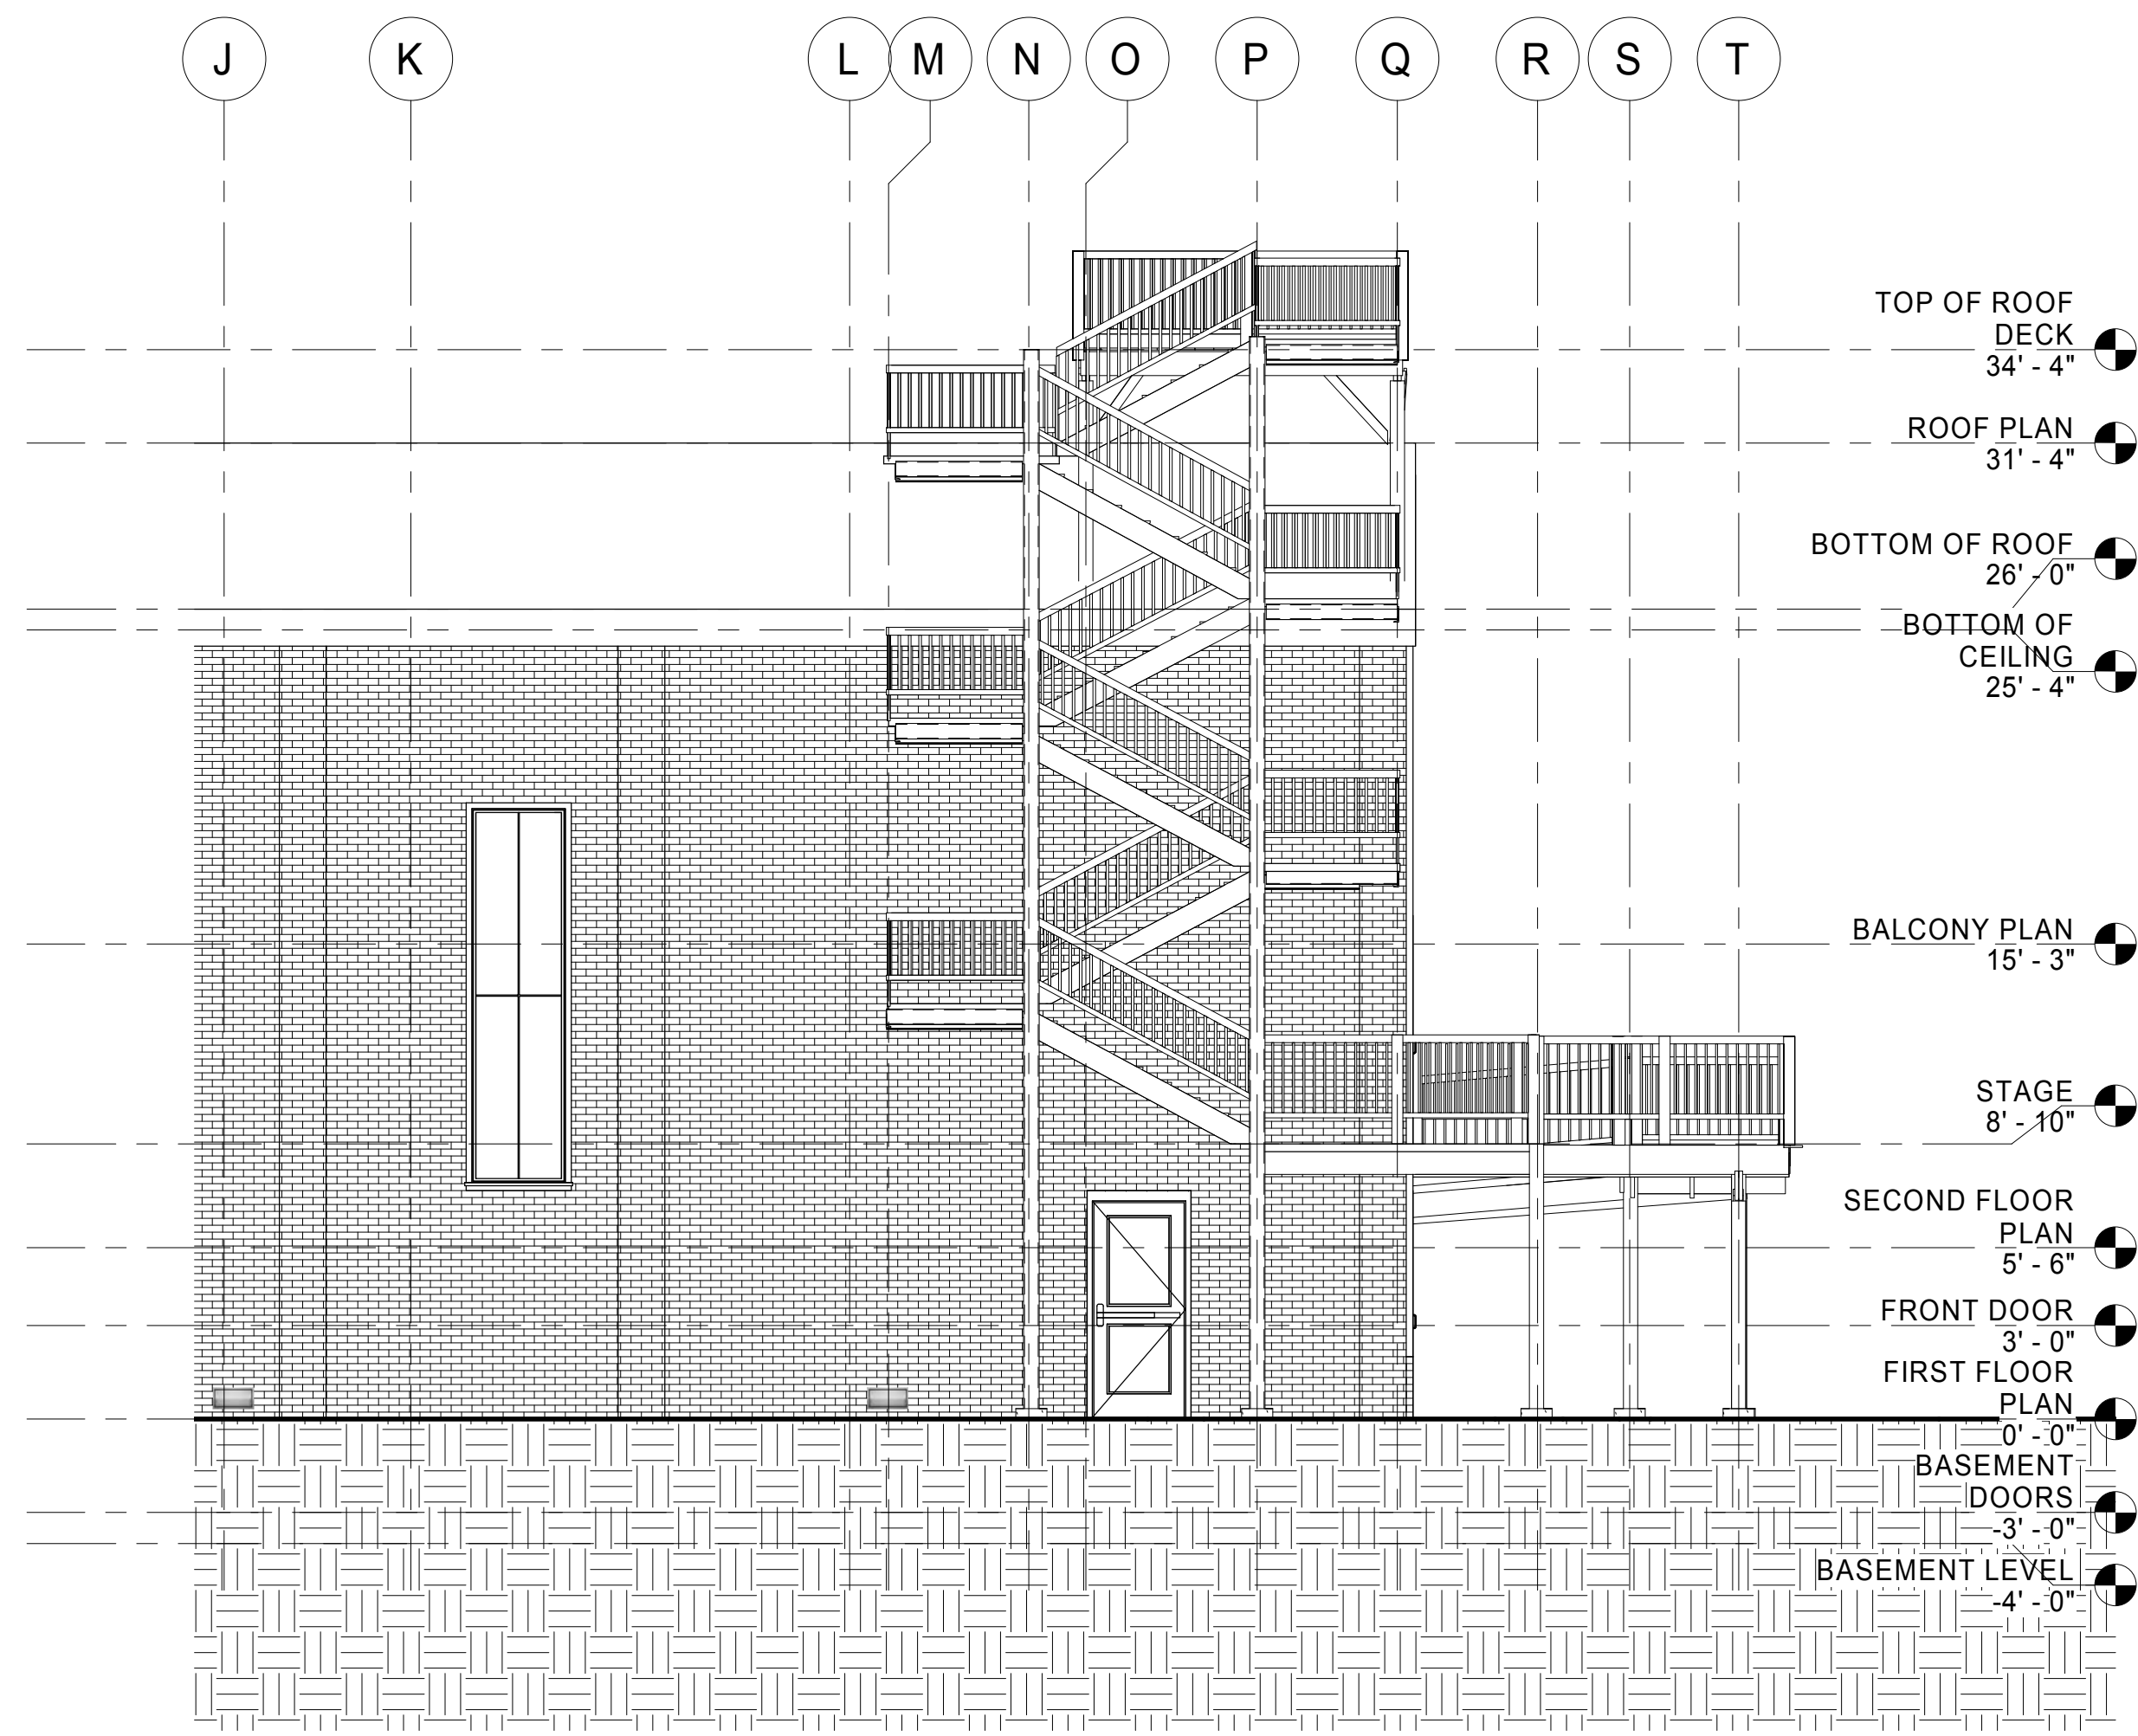 J K L M N O P Q R S T
TOP OF ROOF
DECK
34' - 4"
ROOF PLAN
31' - 4"
BOTTOM OF ROOF
26' - 0"
BOTTOM OF
CEILING
25' - 4"
BALCONY PLAN
15' - 3"
STAGE
8' - 10"
SECOND FLOOR
PLAN
5' - 6"
FRONT DOOR
3' - 0"
FIRST FLOOR
PLAN
0' - 0"
BASEMENT
DOORS
-3' - 0"
BASEMENT LEVEL
-4' - 0"